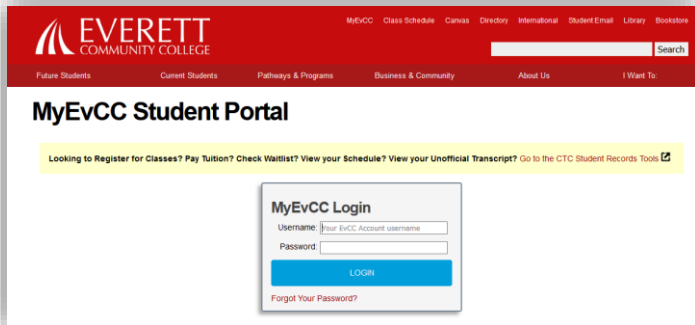 MyEvCC Class Schedule Canvas Directory International Student Email Library Bookstore
EVERETT
COMMUNITY COLLEGE
Search
Future Students Current Students Pathways & Programs Business & Community About Us I Want To:
MyEvCC Student Portal
Looking to Register for Classes? Pay Tuition? Check Waitlist? View your Schedule? View your Unofficial Transcript? Go to the CTC Student Records Tools
MyEvCC Login
Username: Your EvCC Account username
Password:
LOGIN
Forgot Your Password?